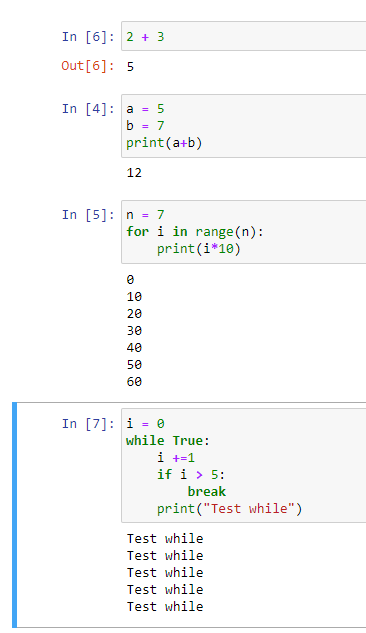 In [6]: 2 + 3
Out[6]: 5
In [4]: a = 5
b = 7
print(a+b)
12
In [5]: n = 7
for i in range(n):
    print(i*10)
0
10
20
30
40
50
60
In [7]: i = 0
while True:
    i +=1
    if i > 5:
        break
    print("Test while")
Test while
Test while
Test while
Test while
Test while